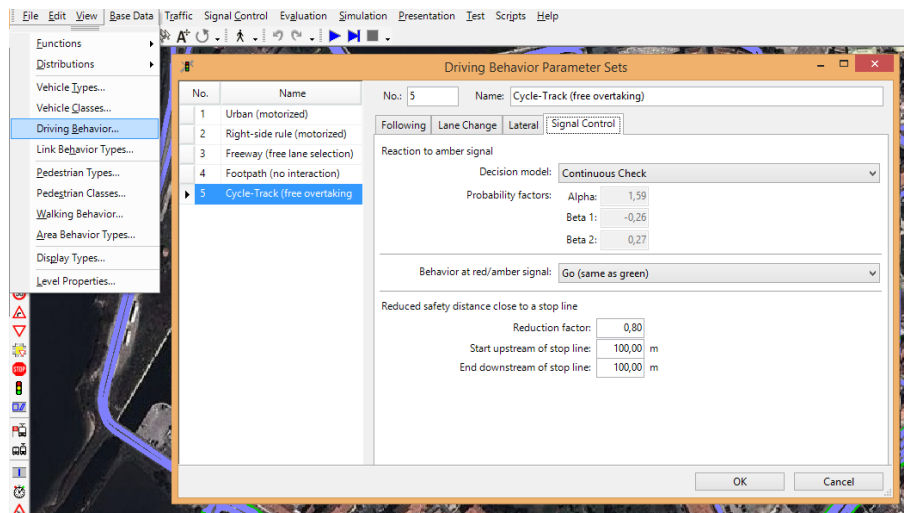 File Edit View Base Data Traffic Signal Control Evaluation Simulation Presentation Test Scripts Help
Functions
Distributions
Vehicle Types...
Vehicle Classes...
Driving Behavior...
Link Behavior Types...
Pedestrian Types...
Pedestrian Classes...
Walking Behavior...
Area Behavior Types...
Display Types...
Level Properties...
STOP
Driving Behavior Parameter Sets
No. Name
1 Urban (motorized)
2 Right-side rule (motorized)
3 Freeway (free lane selection)
4 Footpath (no interaction)
5 Cycle-Track (free overtaking
No.: 5 Name: Cycle-Track (free overtaking)
Following Lane Change Lateral Signal Control
Reaction to amber signal
Decision model: Continuous Check
Probability factors: Alpha: 1,59
Beta 1: -0,26
Beta 2: 0,27
Behavior at red/amber signal: Go (same as green)
Reduced safety distance close to a stop line
Reduction factor: 0,80
Start upstream of stop line: 100,00 m
End downstream of stop line: 100,00 m
OK Cancel